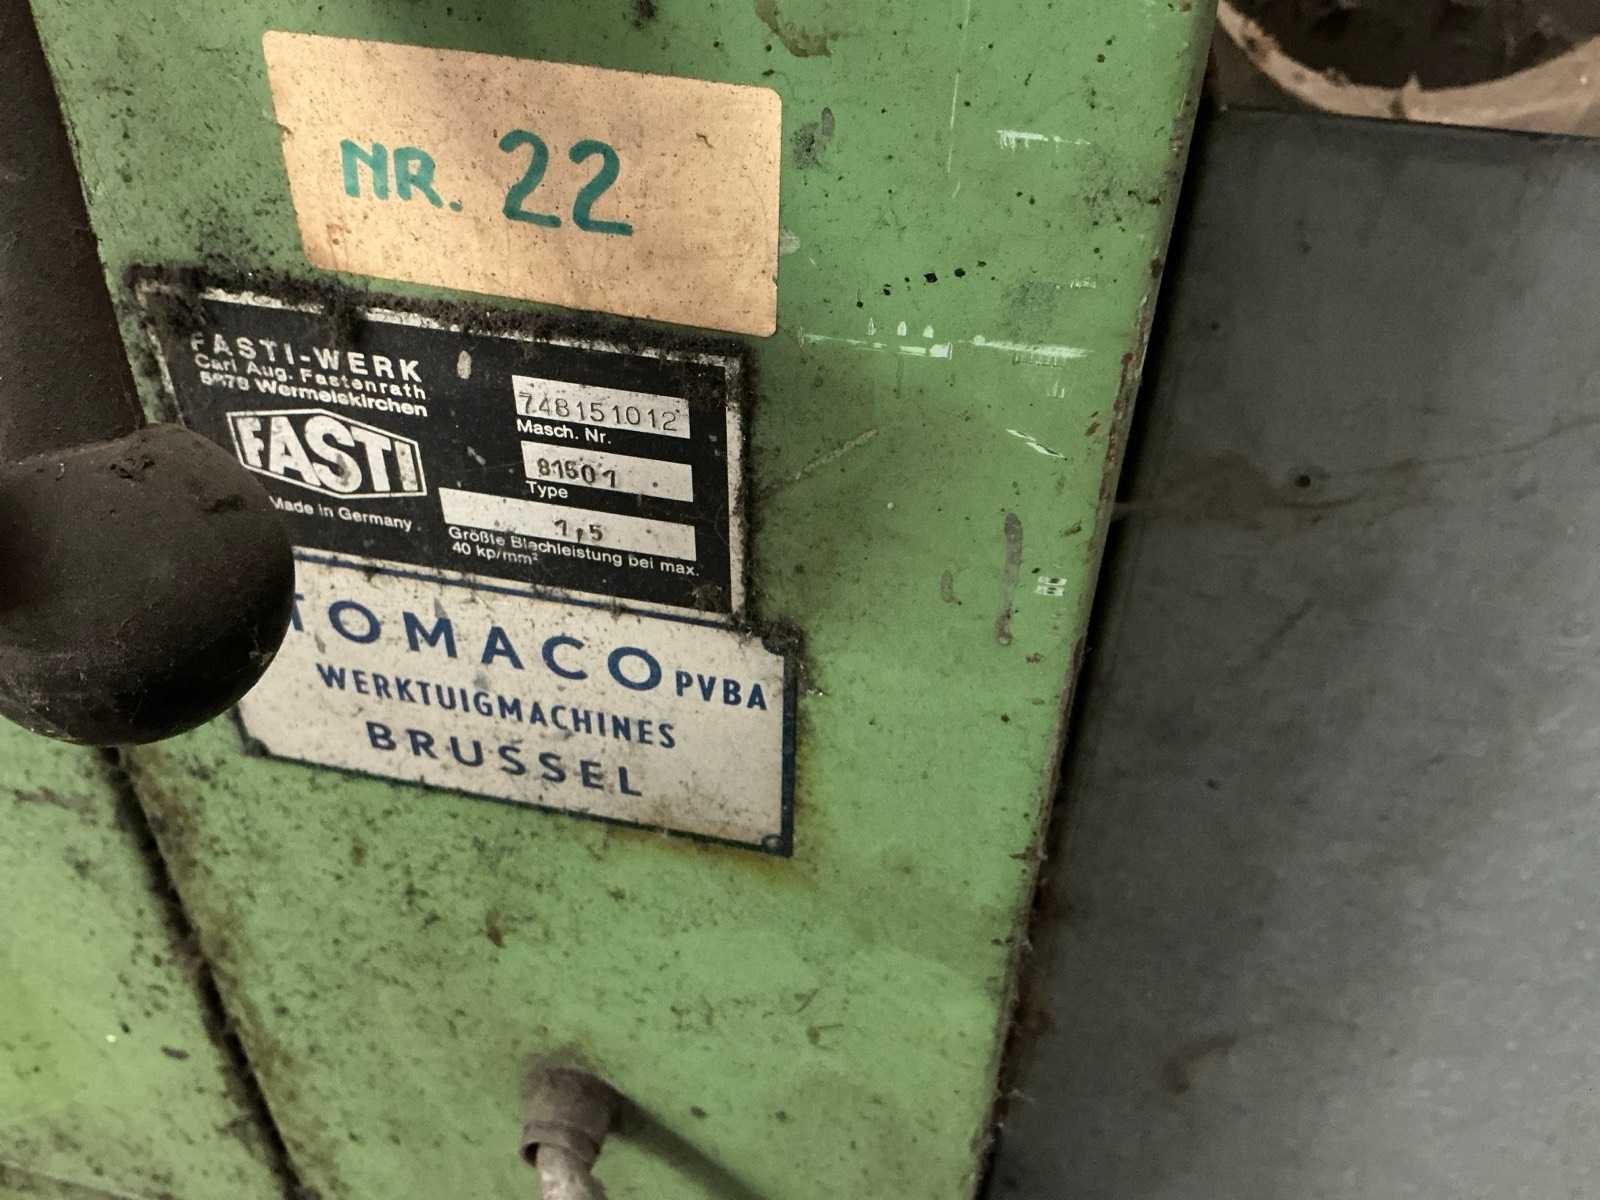 NR. 22
FASTI-WERK
Carl Aug. Fastenrath
5678 Wermelskirchen
FASTI
Made in Germany
748151012
Masch. Nr.
81501
Type
1,5
Größte Blechleistung bei max.
40 kp/mm²
TOMACO PVBA
WERKTUIGMACHINES
BRUSSEL